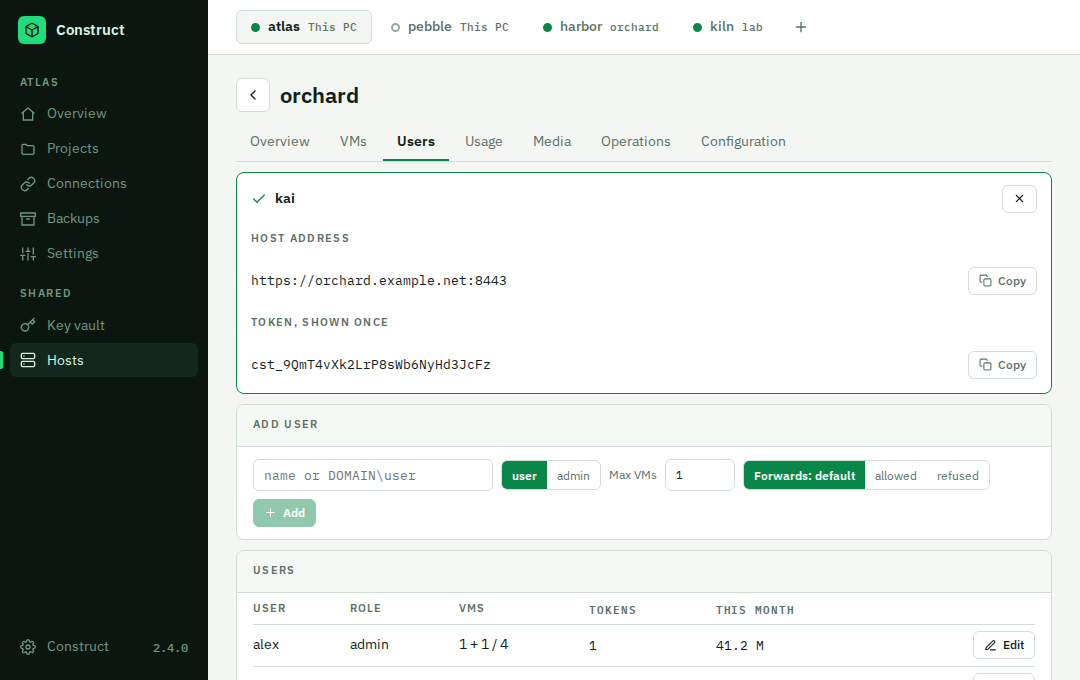 Construct
atlas This PC
pebble This PC
harbor orchard
kiln lab
ATLAS
Overview
Projects
Connections
Backups
Settings
SHARED
Key vault
Hosts
Construct 2.4.0
orchard
Overview VMs Users Usage Media Operations Configuration
kai
HOST ADDRESS
https://orchard.example.net:8443 Copy
TOKEN, SHOWN ONCE
cst_9QmT4vXk2LrP8sWb6NyHd3JcFz Copy
ADD USER
name or DOMAIN\user user admin Max VMs 1 Forwards: default allowed refused
Add
USERS
USER ROLE VMS TOKENS THIS MONTH
alex admin 1+1/4 1 41.2 M Edit